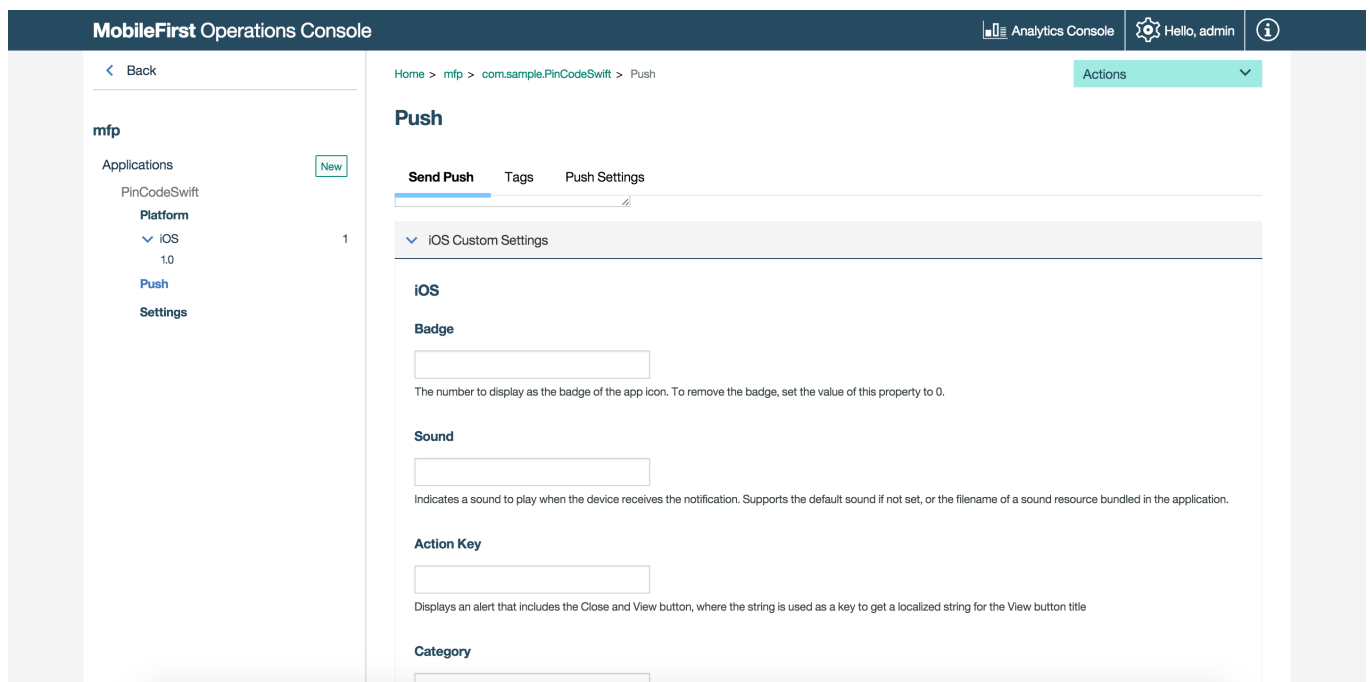 MobileFirst Operations Console
Analytics Console
Hello, admin
Back
Home > mfp > com.sample.PinCodeSwift > Push
Actions
Push
mfp
Applications
New
PinCodeSwift
Platform
iOS 1
1.0
Push
Settings
Send Push Tags Push Settings
iOS Custom Settings
iOS
Badge
The number to display as the badge of the app icon. To remove the badge, set the value of this property to 0.
Sound
Indicates a sound to play when the device receives the notification. Supports the default sound if not set, or the filename of a sound resource bundled in the application.
Action Key
Displays an alert that includes the Close and View button, where the string is used as a key to get a localized string for the View button title
Category